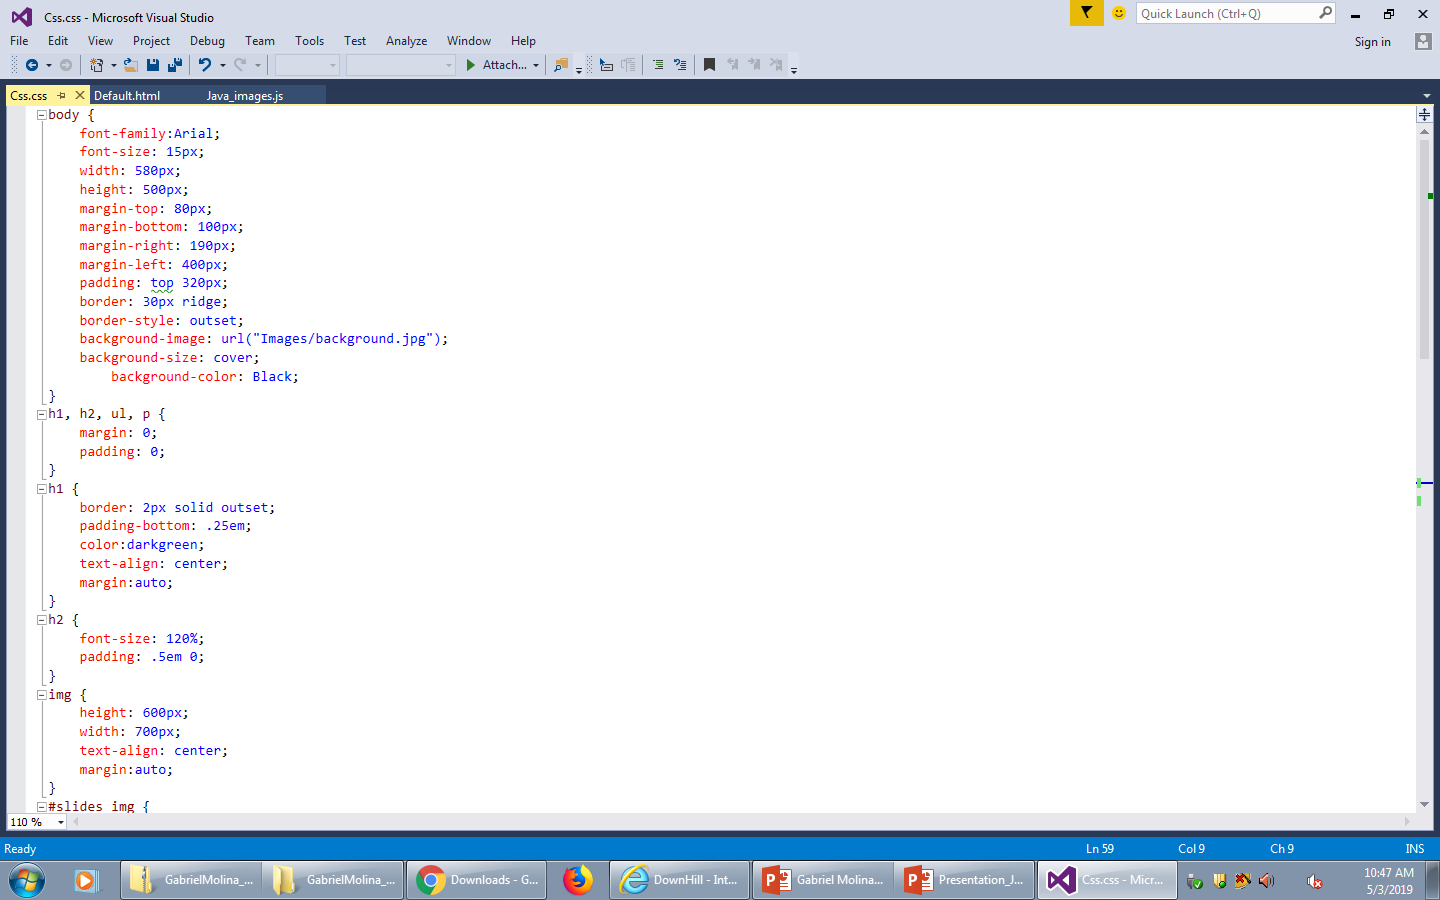 Css.css - Microsoft Visual Studio
Quick Launch (Ctrl+Q)
File Edit View Project Debug Team Tools Test Analyze Window Help
Sign in
Attach...
Css.css Default.html Java_images.js
body {
font-family:Arial;
font-size: 15px;
width: 580px;
height: 500px;
margin-top: 80px;
margin-bottom: 100px;
margin-right: 190px;
margin-left: 400px;
padding: top 320px;
border: 30px ridge;
border-style: outset;
background-image: url("Images/background.jpg");
background-size: cover;
background-color: Black;
}
h1, h2, ul, p {
margin: 0;
padding: 0;
}
h1 {
border: 2px solid outset;
padding-bottom: .25em;
color:darkgreen;
text-align: center;
margin:auto;
}
h2 {
font-size: 120%;
padding: .5em 0;
}
img {
height: 600px;
width: 700px;
text-align: center;
margin:auto;
}
#slides img {
110 %
Ready Ln 59 Col 9 Ch 9 INS
GabrielMolina_... GabrielMolina_... Downloads - G... DownHill - Int... Gabriel Molina... Presentation_J... Css.css - Micr... 10:47 AM
5/3/2019